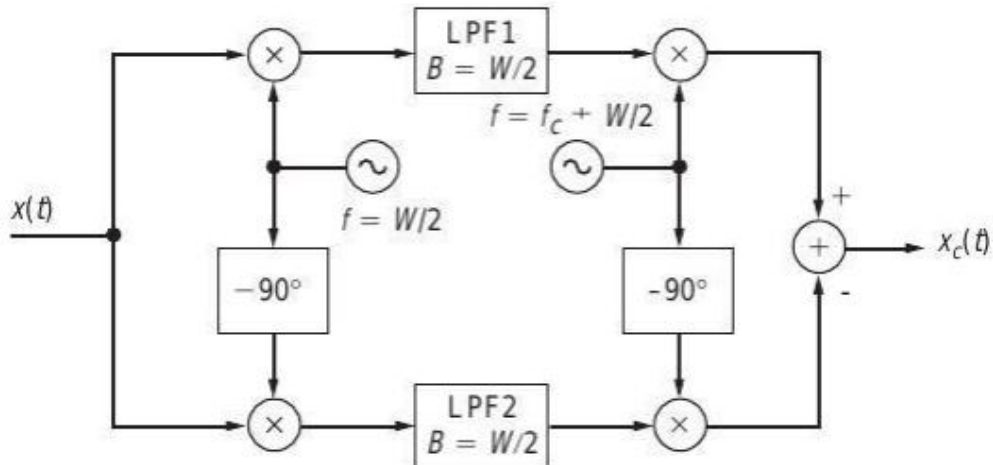 LPF1
B = W/2
f = f_c + W/2
f = W/2
x(t)
−90°
-90°
+
+
-
x_c(t)
LPF2
B = W/2